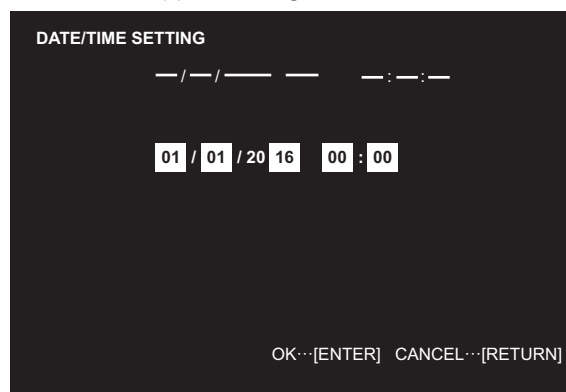 DATE/TIME SETTING
—/—/—— — —:—:—
01 / 01 / 20 16 00 : 00
OK···[ENTER] CANCEL···[RETURN]